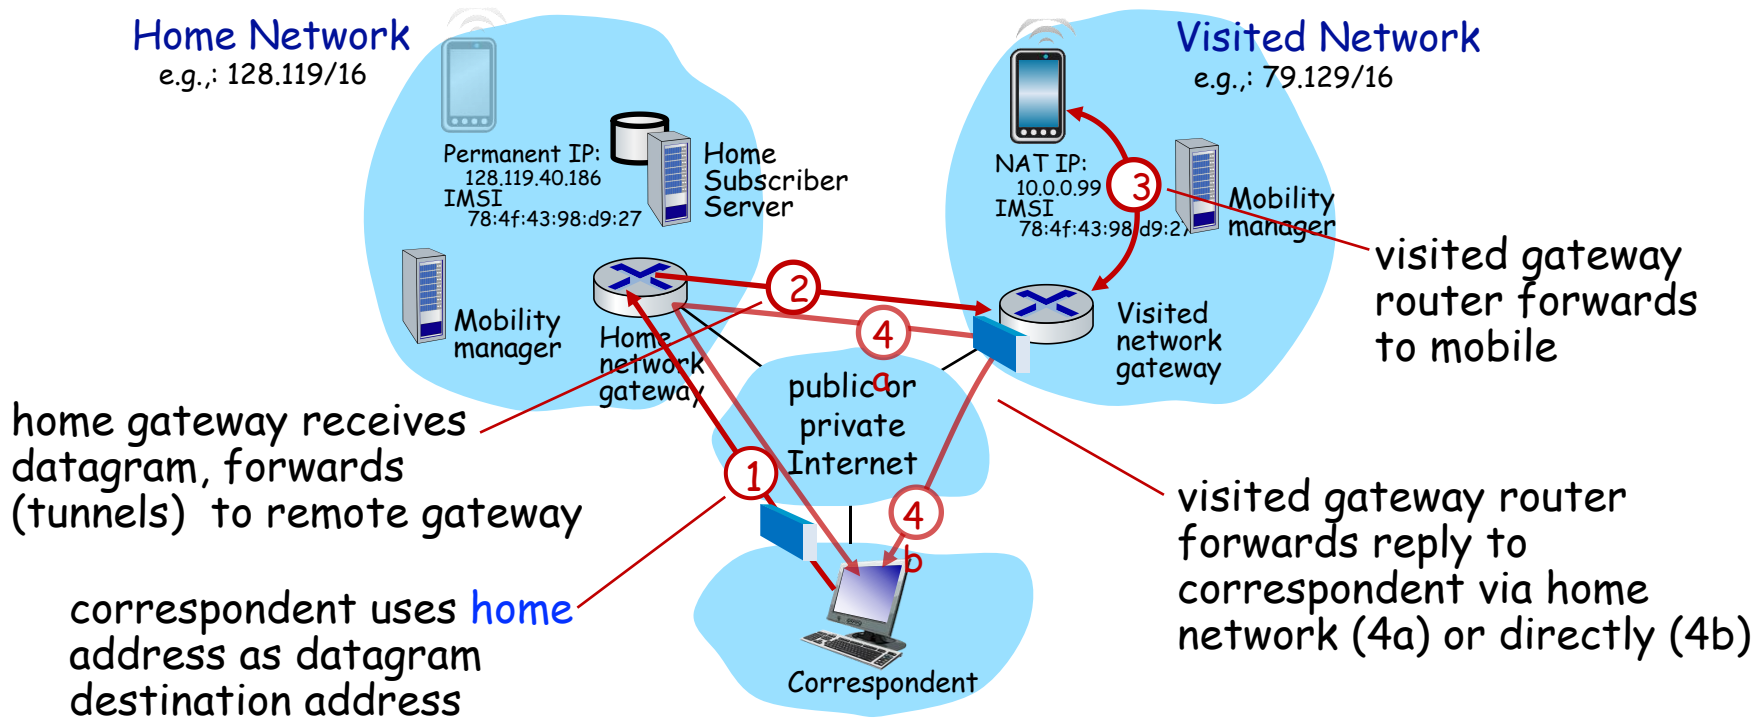 Home Network
e.g.,: 128.119/16
Permanent IP:
128.119.40.186
IMSI
78:4f:43:98:d9:27
Home
Subscriber
Server
Mobility
manager
Home
network
gateway
Visited Network
e.g.,: 79.129/16
NAT IP:
10.0.0.99
IMSI
78:4f:43:98:d9:27
Mobility
manager
Visited
network
gateway
3
2
4
a
1
4
b
public or
private
Internet
Correspondent
visited gateway
router forwards
to mobile
home gateway receives
datagram, forwards
(tunnels) to remote gateway
correspondent uses home
address as datagram
destination address
visited gateway router
forwards reply to
correspondent via home
network (4a) or directly (4b)